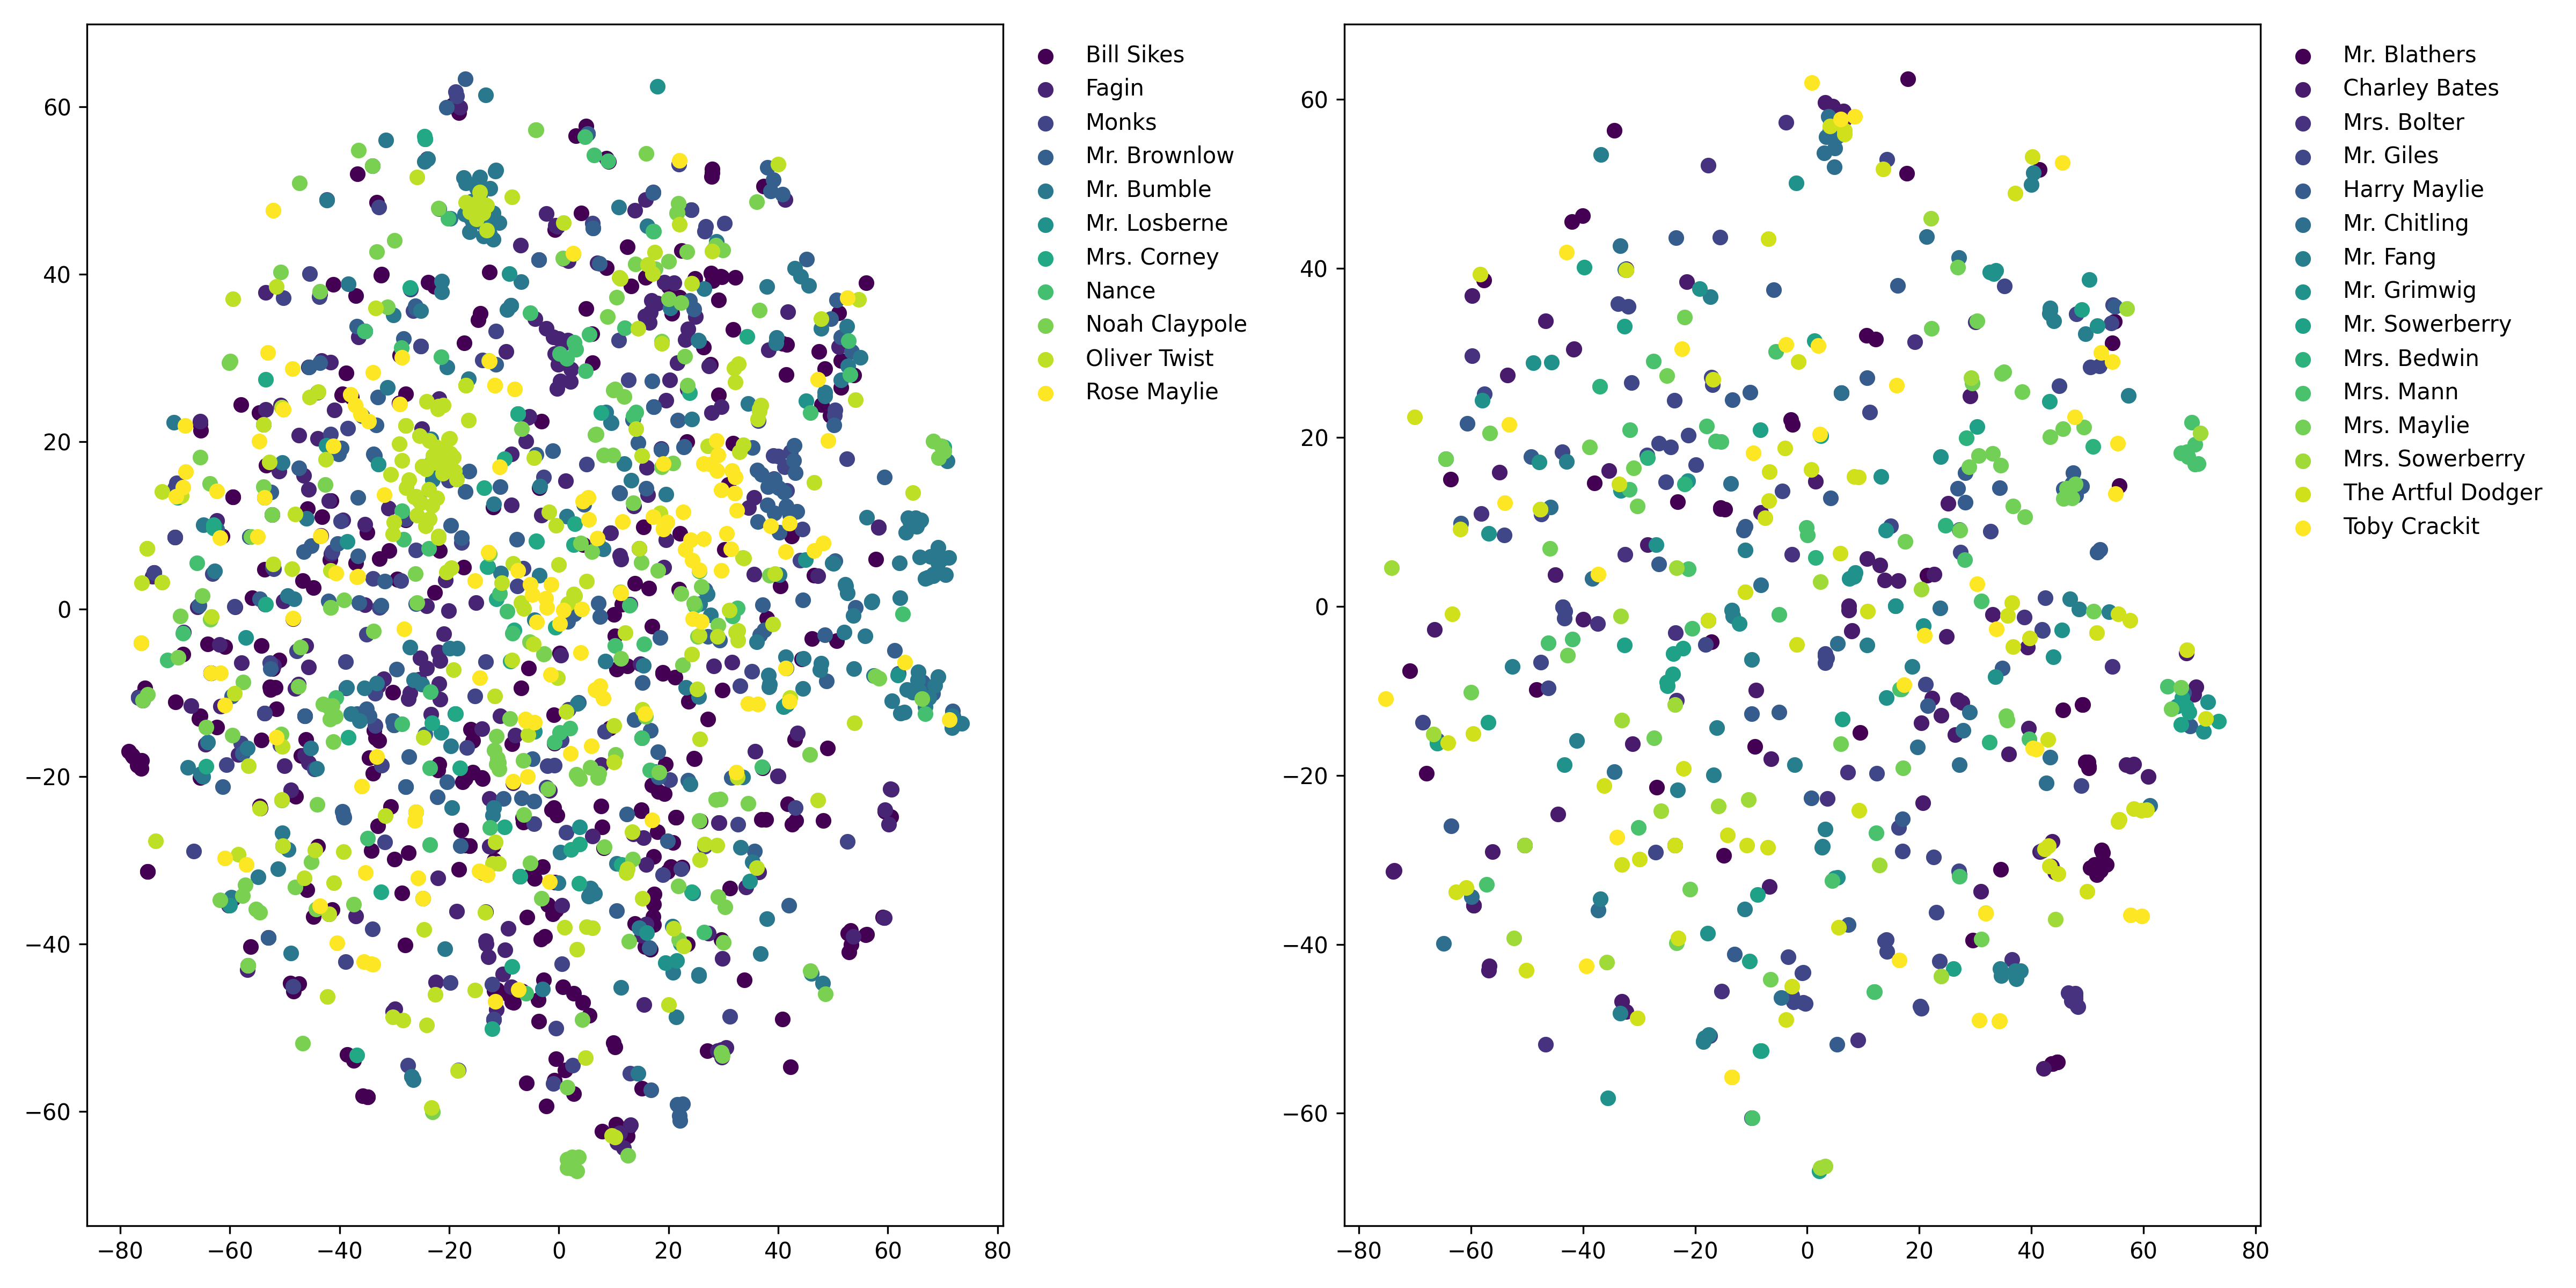 60
40
20
0
−20
−40
−60
−80
−60
−40
−20
0
20
40
60
80
Bill Sikes
Fagin
Monks
Mr. Brownlow
Mr. Bumble
Mr. Losberne
Mrs. Corney
Nance
Noah Claypole
Oliver Twist
Rose Maylie
60
40
20
0
−20
−40
−60
−80
−60
−40
−20
0
20
40
60
80
Mr. Blathers
Charley Bates
Mrs. Bolter
Mr. Giles
Harry Maylie
Mr. Chitling
Mr. Fang
Mr. Grimwig
Mr. Sowerberry
Mrs. Bedwin
Mrs. Mann
Mrs. Maylie
Mrs. Sowerberry
The Artful Dodger
Toby Crackit